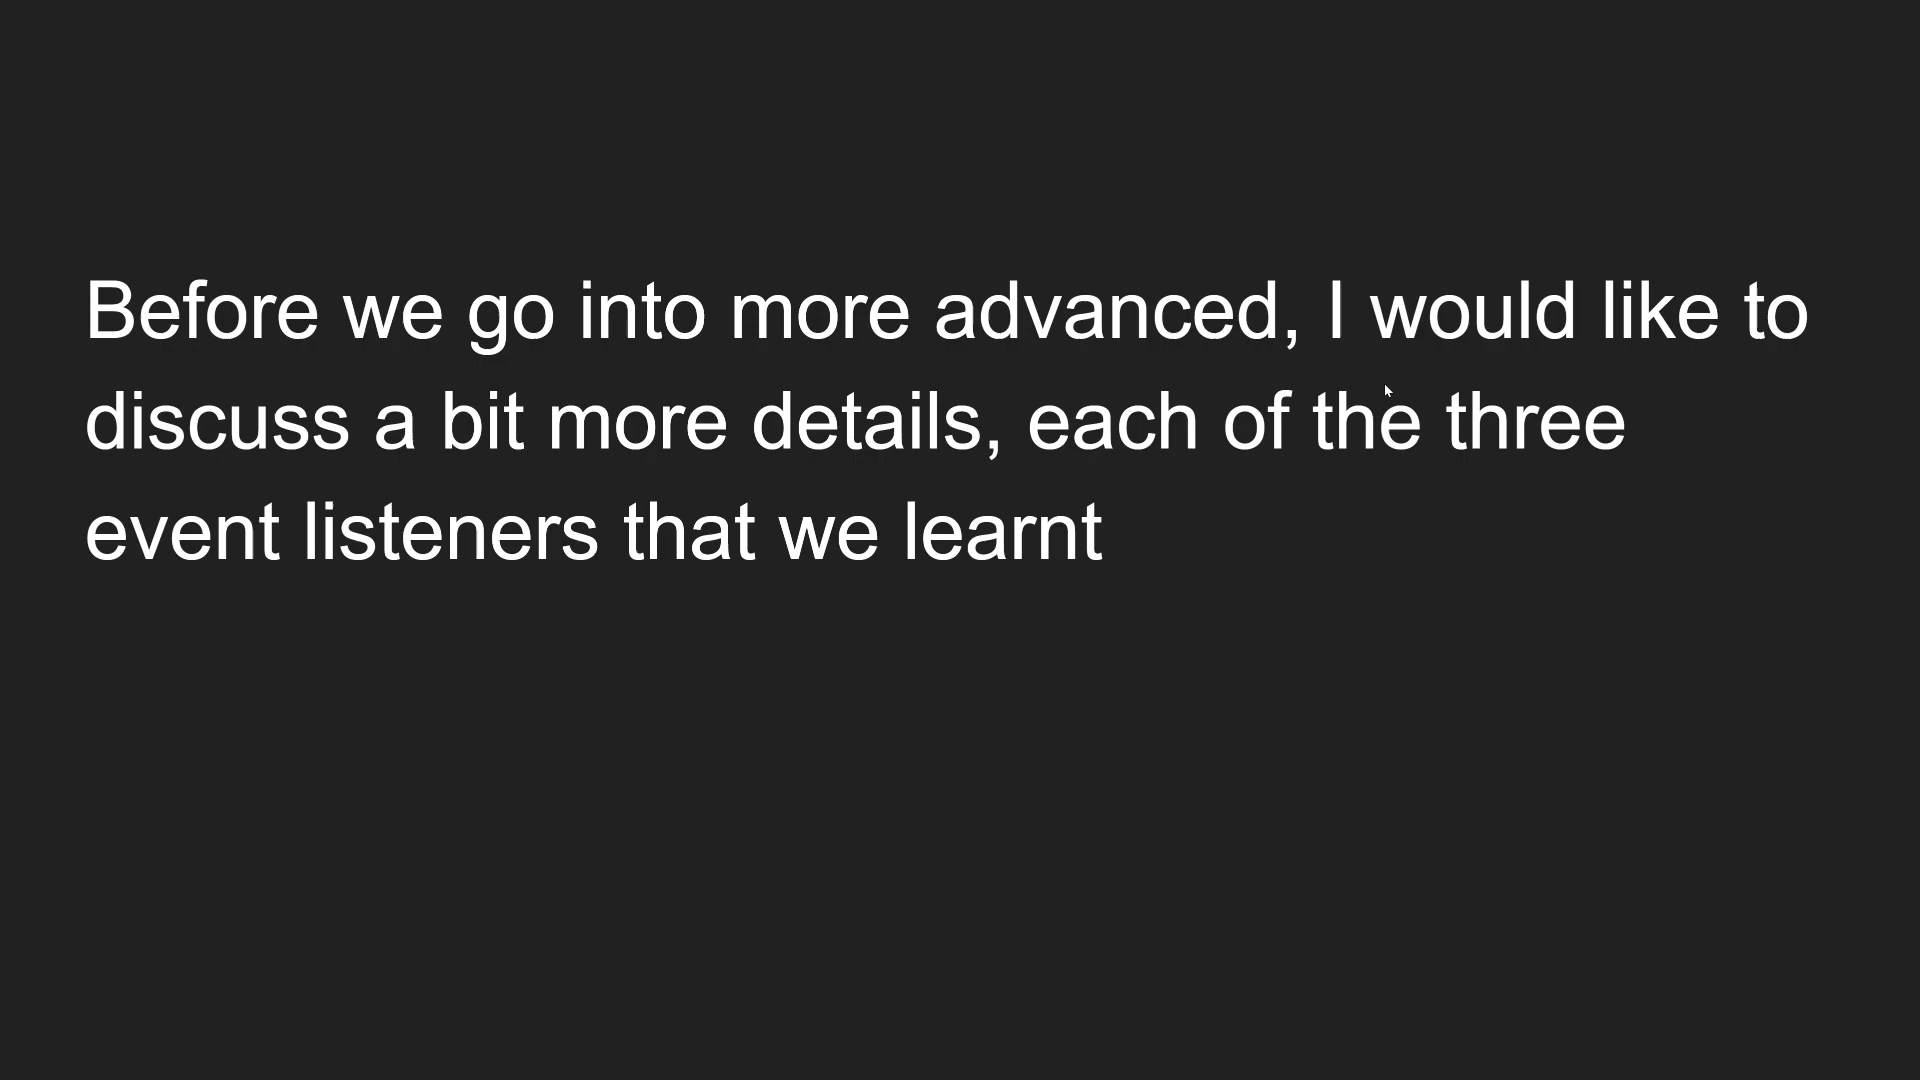 Before we go into more advanced, I would like to
discuss a bit more details, each of the three
event listeners that we learnt